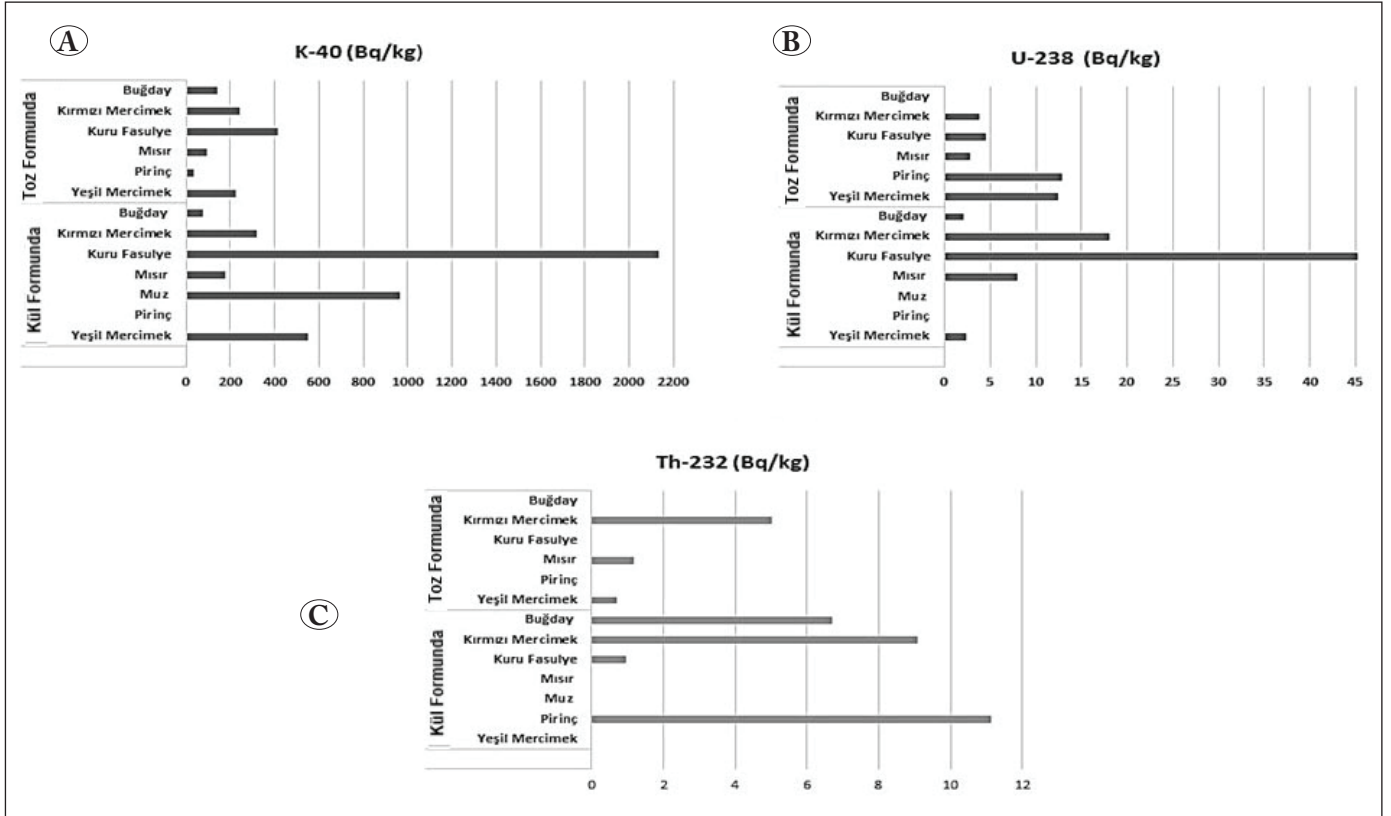 A
K-40 (Bq/kg)
Toz Formunda
Buğday
Kırmızı Mercimek
Kuru Fasulye
Mısır
Pirinç
Yeşil Mercimek
Kül Formunda
Buğday
Kırmızı Mercimek
Kuru Fasulye
Mısır
Muz
Pirinç
Yeşil Mercimek
0 200 400 600 800 1000 1200 1400 1600 1800 2000 2200
B
U-238 (Bq/kg)
Toz Formunda
Buğday
Kırmızı Mercimek
Kuru Fasulye
Mısır
Pirinç
Yeşil Mercimek
Kül Formunda
Buğday
Kırmızı Mercimek
Kuru Fasulye
Mısır
Muz
Pirinç
Yeşil Mercimek
0 5 10 15 20 25 30 35 40 45
C
Th-232 (Bq/kg)
Toz Formunda
Buğday
Kırmızı Mercimek
Kuru Fasulye
Mısır
Pirinç
Yeşil Mercimek
Kül Formunda
Buğday
Kırmızı Mercimek
Kuru Fasulye
Mısır
Muz
Pirinç
Yeşil Mercimek
0 2 4 6 8 10 12